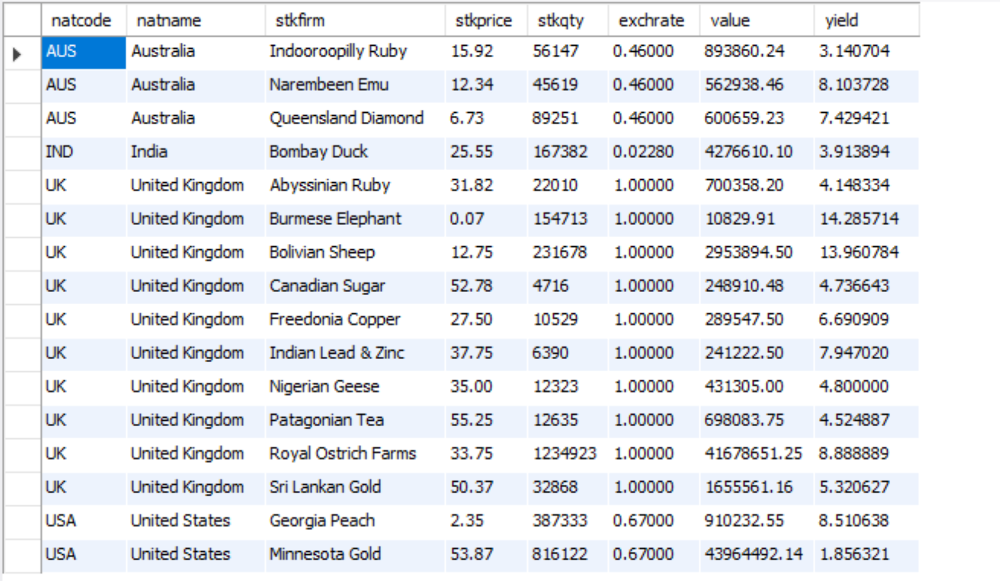 natcode natname stkfirm stkprice stkqty exchrate value yield
AUS Australia Indooroopilly Ruby 15.92 56147 0.46000 893860.24 3.140704
AUS Australia Narembeen Emu 12.34 45619 0.46000 562938.46 8.103728
AUS Australia Queensland Diamond 6.73 89251 0.46000 600659.23 7.429421
IND India Bombay Duck 25.55 167382 0.02280 4276610.10 3.913894
UK United Kingdom Abyssinian Ruby 31.82 22010 1.00000 700358.20 4.148334
UK United Kingdom Burmese Elephant 0.07 154713 1.00000 10829.91 14.285714
UK United Kingdom Bolivian Sheep 12.75 231678 1.00000 2953894.50 13.960784
UK United Kingdom Canadian Sugar 52.78 4716 1.00000 248910.48 4.736643
UK United Kingdom Freedonia Copper 27.50 10529 1.00000 289547.50 6.690909
UK United Kingdom Indian Lead & Zinc 37.75 6390 1.00000 241222.50 7.947020
UK United Kingdom Nigerian Geese 35.00 12323 1.00000 431305.00 4.800000
UK United Kingdom Patagonian Tea 55.25 12635 1.00000 698083.75 4.524887
UK United Kingdom Royal Ostrich Farms 33.75 1234923 1.00000 41678651.25 8.888889
UK United Kingdom Sri Lankan Gold 50.37 32868 1.00000 1655561.16 5.320627
USA United States Georgia Peach 2.35 387333 0.67000 910232.55 8.510638
USA United States Minnesota Gold 53.87 816122 0.67000 43964492.14 1.856321